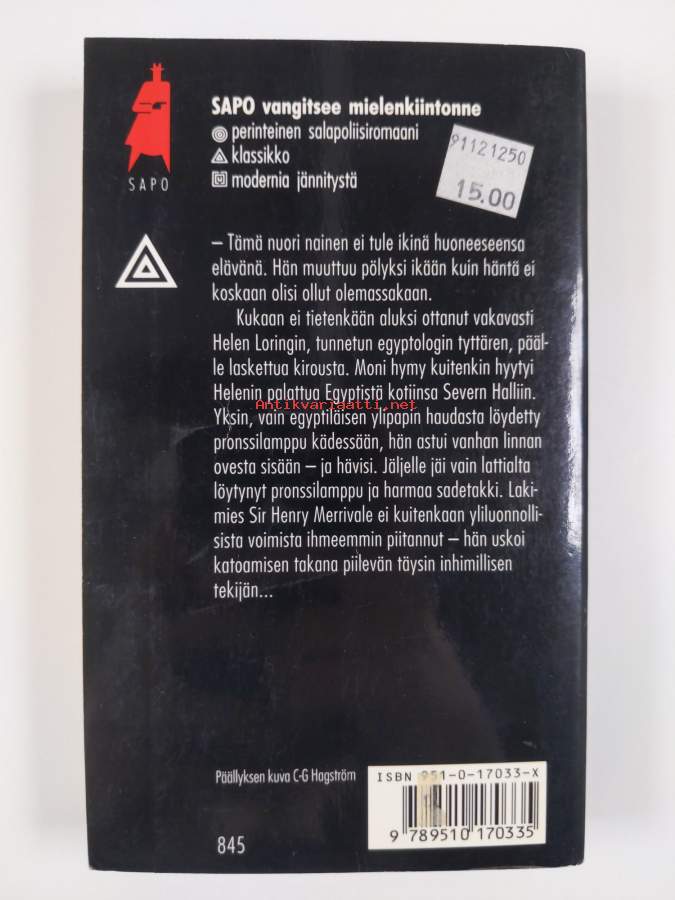 SAPO vangitsee mielenkiintonne
perinteinen salapoliisiromaani
klassikko
modernia jännitystä
91121250
15.00
SAPO
– Tämä nuori nainen ei tule ikinä huoneeseensa
elävänä. Hän muuttuu pölyksi ikään kuin häntä ei
koskaan olisi ollut olemassakaan.
Kukaan ei tietenkään aluksi ottanut vakavasti
Helen Loringin, tunnetun egyptologin tyttären, pääl-
le laskettua kirousta. Moni hymy kuitenkin hyytyi
Helenin palattua Egyptistä kotiinsa Severn Halliin.
Antikvariaatti.net
Yksin, vain egyptiläisen ylipapin haudasta löydetty
pronssilamppu kädessään, hän astui vanhan linnan
ovesta sisään – ja hävisi. Jäljelle jäi vain lattialta
löytynyt pronssilamppu ja harmaa sadetakki. Laki-
mies Sir Henry Merrivale ei kuitenkaan yliluonnolli-
sista voimista ihmeemmin piitannut – hän uskoi
katoamisen takana piilevän täysin inhimillisen
tekijän...
Päällyksen kuva C-G Hagström
ISBN 951-0-17033-X
9 789510 170335
845